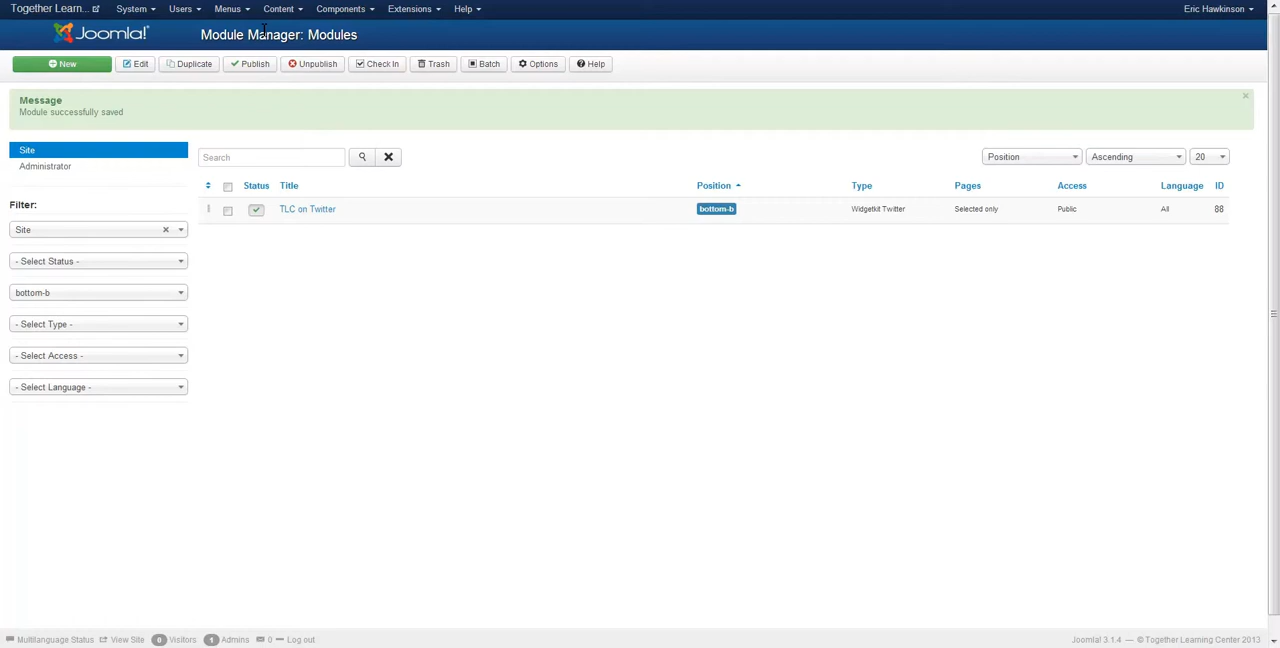 Together Learn... System Users Menus Content Components Extensions Help Eric Hawkinson
Joomla!® Module Manager: Modules
New Edit Duplicate Publish Unpublish Check In Trash Batch Options Help
Message
Module successfully saved
×
Site
Administrator
Search
Position Ascending 20
Status Title Position Type Pages Access Language ID
TLC on Twitter bottom-b Widgetkit Twitter Selected only Public All 88
Filter:
Site
- Select Status -
bottom-b
- Select Type -
- Select Access -
- Select Language -
Multilanguage Status View Site 0 Visitors 1 Admins 0 Log out Joomla! 3.1.4 — © Together Learning Center 2013